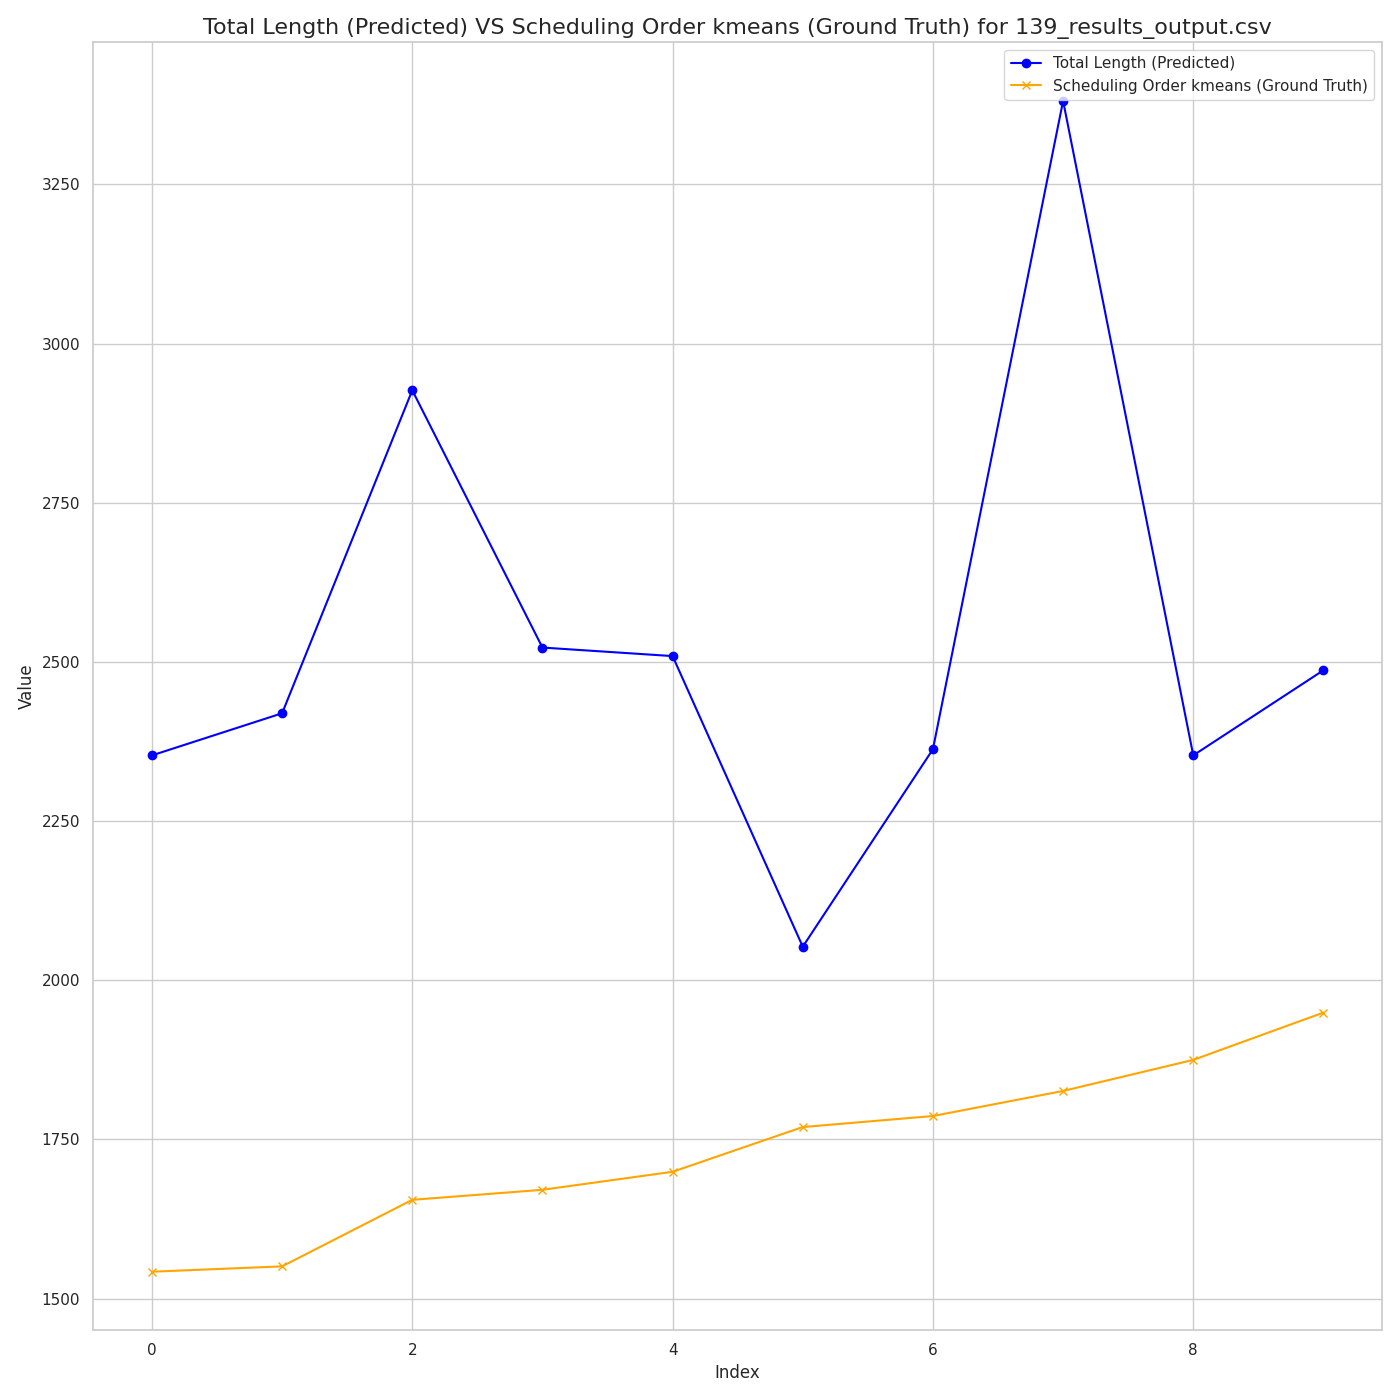 Total Length (Predicted) VS Scheduling Order kmeans (Ground Truth) for 139_results_output.csv
Total Length (Predicted)
Scheduling Order kmeans (Ground Truth)
3250
3000
2750
2500
2250
2000
1750
1500
Value
0 2 4 6 8
Index